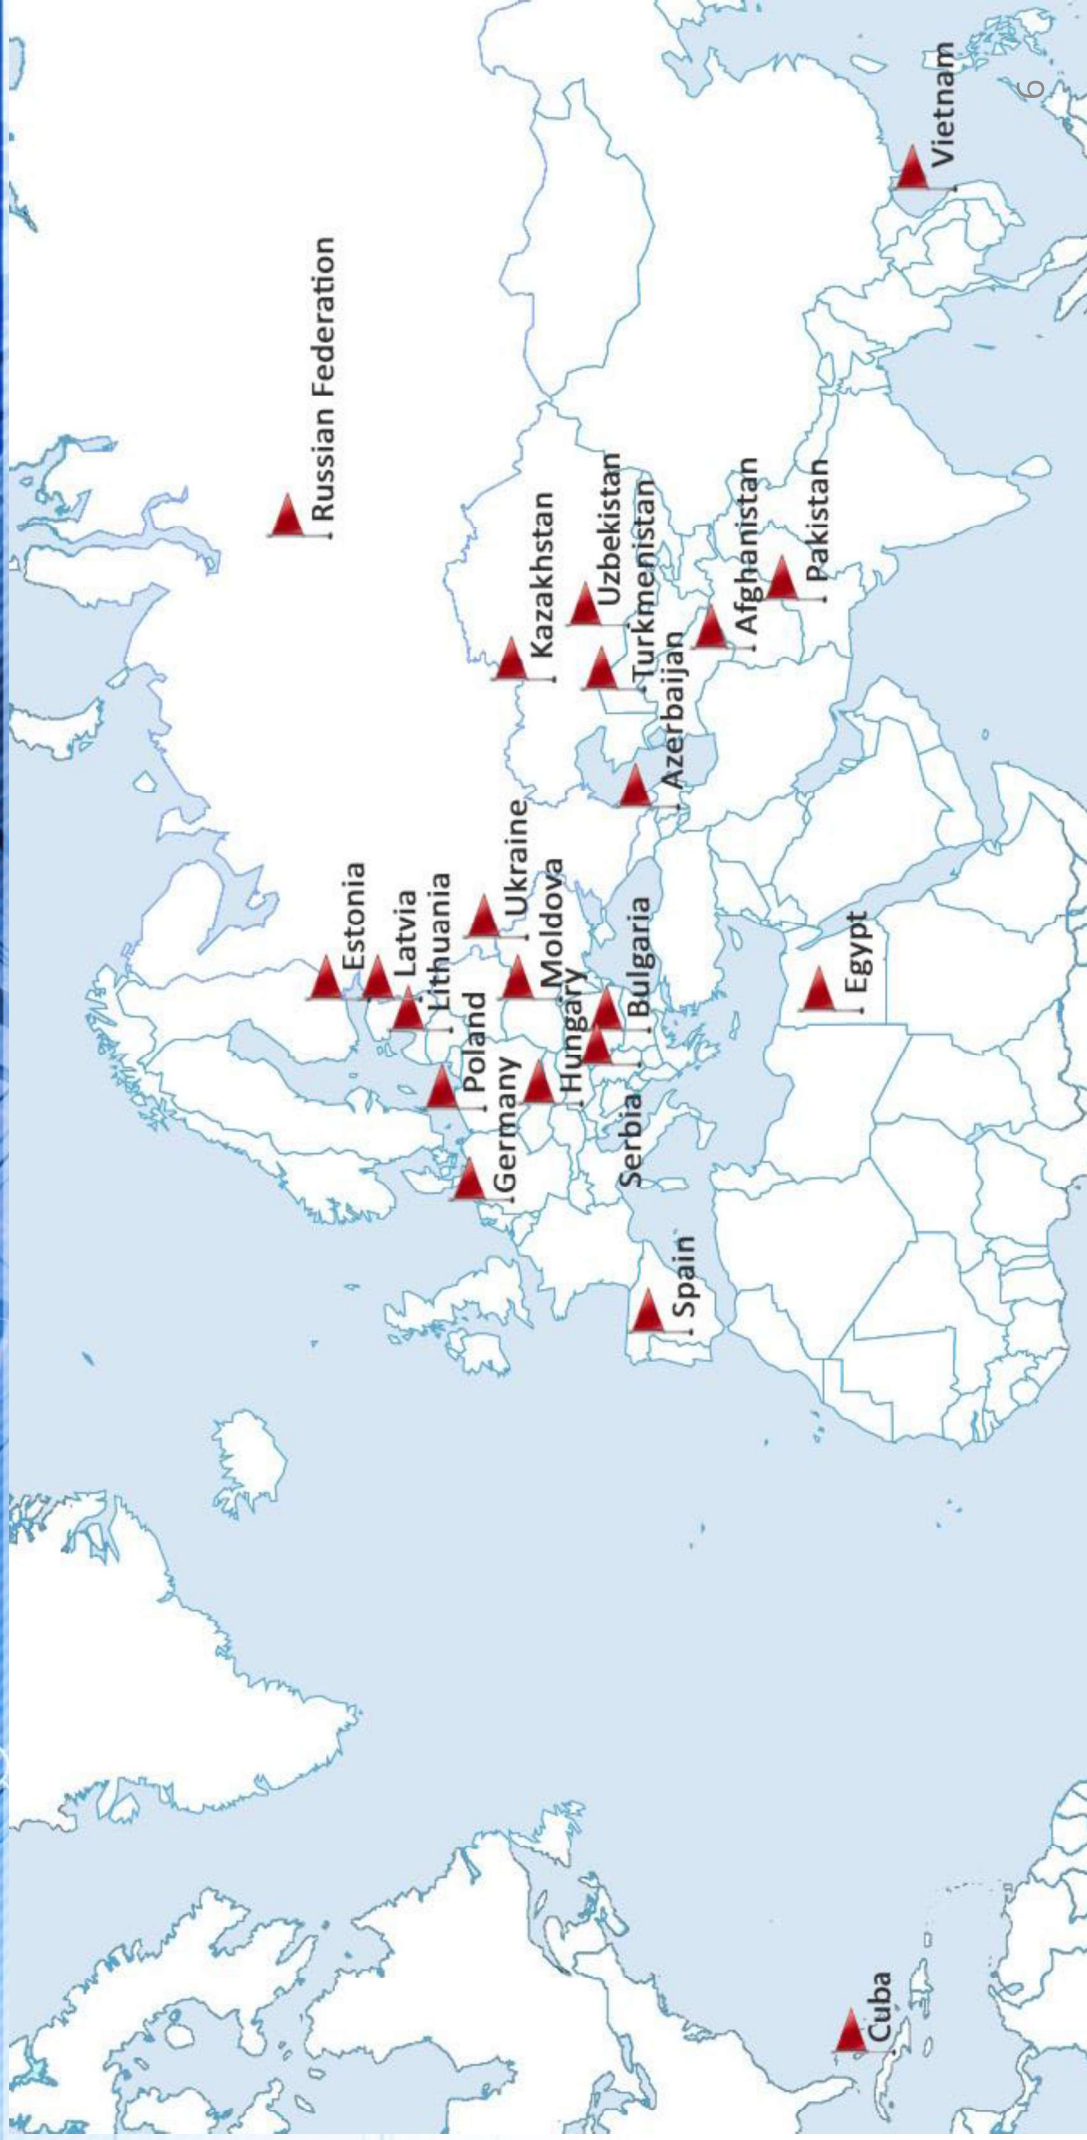 Russian Federation
Estonia
Latvia
Lithuania
Poland
Germany
Ukraine
Moldova
Hungary
Serbia
Bulgaria
Spain
Kazakhstan
Uzbekistan
Turkmenistan
Azerbaijan
Afghanistan
Pakistan
Egypt
Vietnam
Cuba
6